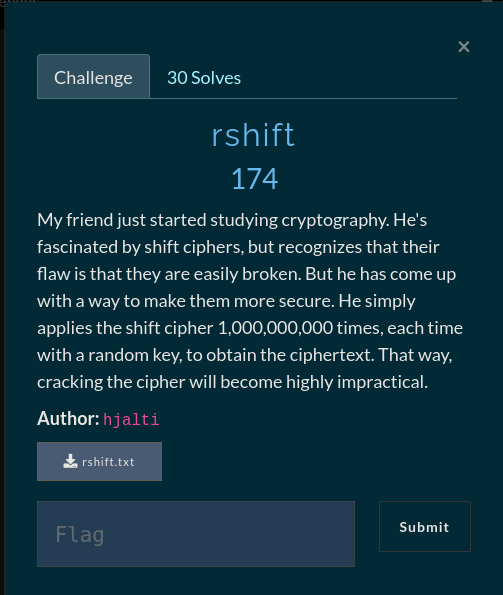 ×
Challenge
30 Solves
rshift
174
My friend just started studying cryptography. He's
fascinated by shift ciphers, but recognizes that their
flaw is that they are easily broken. But he has come up
with a way to make them more secure. He simply
applies the shift cipher 1,000,000,000 times, each time
with a random key, to obtain the ciphertext. That way,
cracking the cipher will become highly impractical.
Author: hjalti
rshift.txt
Flag
Submit